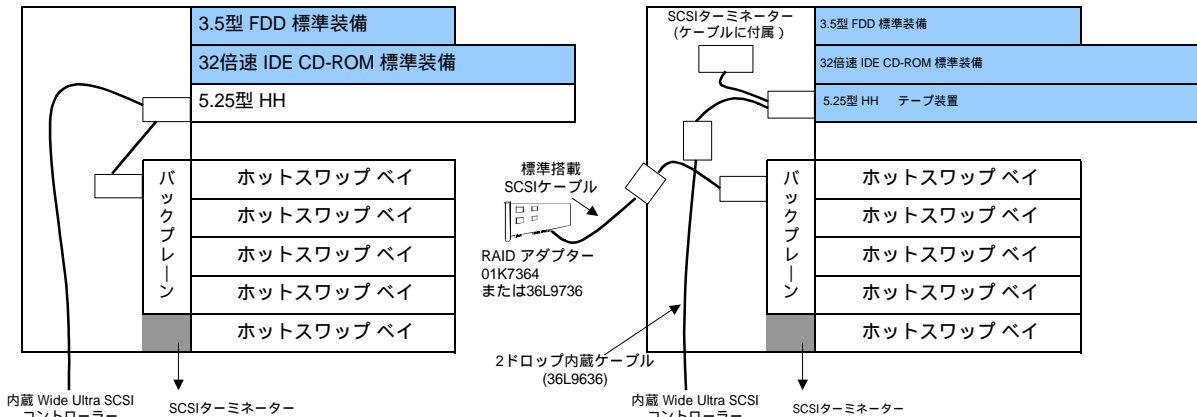 3.5型 FDD 標準装備
32倍速 IDE CD-ROM 標準装備
5.25型 HH
バックプレーン
ホットスワップ ベイ
ホットスワップ ベイ
ホットスワップ ベイ
ホットスワップ ベイ
ホットスワップ ベイ
内蔵 Wide Ultra SCSI
コントローラー
SCSIターミネーター
SCSIターミネーター
(ケーブルに付属 )
3.5型 FDD 標準装備
32倍速 IDE CD-ROM 標準装備
5.25型 HH テープ装置
標準搭載
SCSIケーブル
RAID アダプター
01K7364
または36L9736
バックプレーン
ホットスワップ ベイ
ホットスワップ ベイ
ホットスワップ ベイ
ホットスワップ ベイ
ホットスワップ ベイ
2ドロップ内蔵ケーブル
(36L9636)
内蔵 Wide Ultra SCSI
コントローラー
SCSIターミネーター